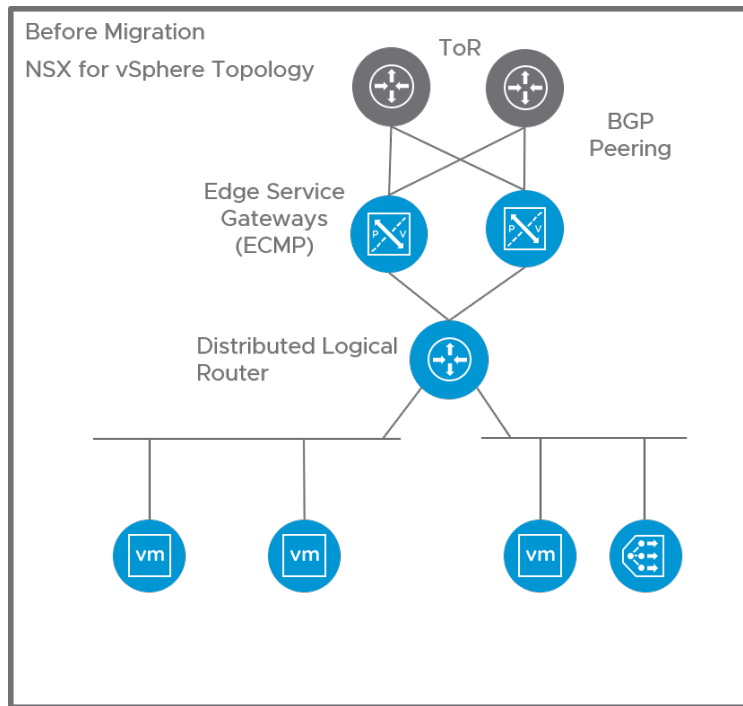 Before Migration
NSX for vSphere Topology
ToR
BGP
Peering
Edge Service
Gateways
(ECMP)
P V
P V
Distributed Logical
Router
vm
vm
vm